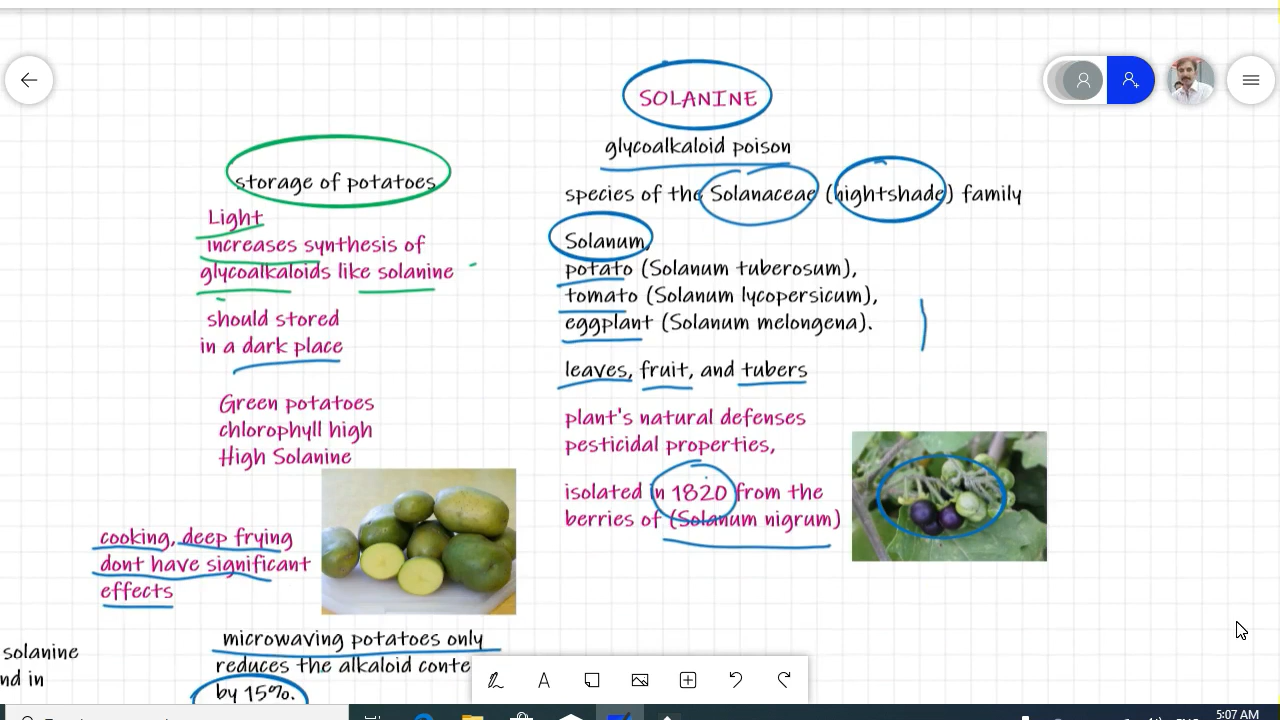 SOLANINE
glycoalkaloid poison
species of the Solanaceae (nightshade) family
Solanum,
potato (Solanum tuberosum),
tomato (Solanum lycopersicum),
eggplant (Solanum melongena).
leaves, fruit, and tubers
plant's natural defenses
pesticidal properties,
isolated in 1820 from the
berries of (Solanum nigrum)
storage of potatoes
Light
increases synthesis of
glycoalkaloids like solanine
should stored
in a dark place
Green potatoes
chlorophyll high
High Solanine
cooking, deep frying
dont have significant
effects
microwaving potatoes only
reduces the alkaloid conte
by 15%.
solanine
nd in
A
5:07 AM